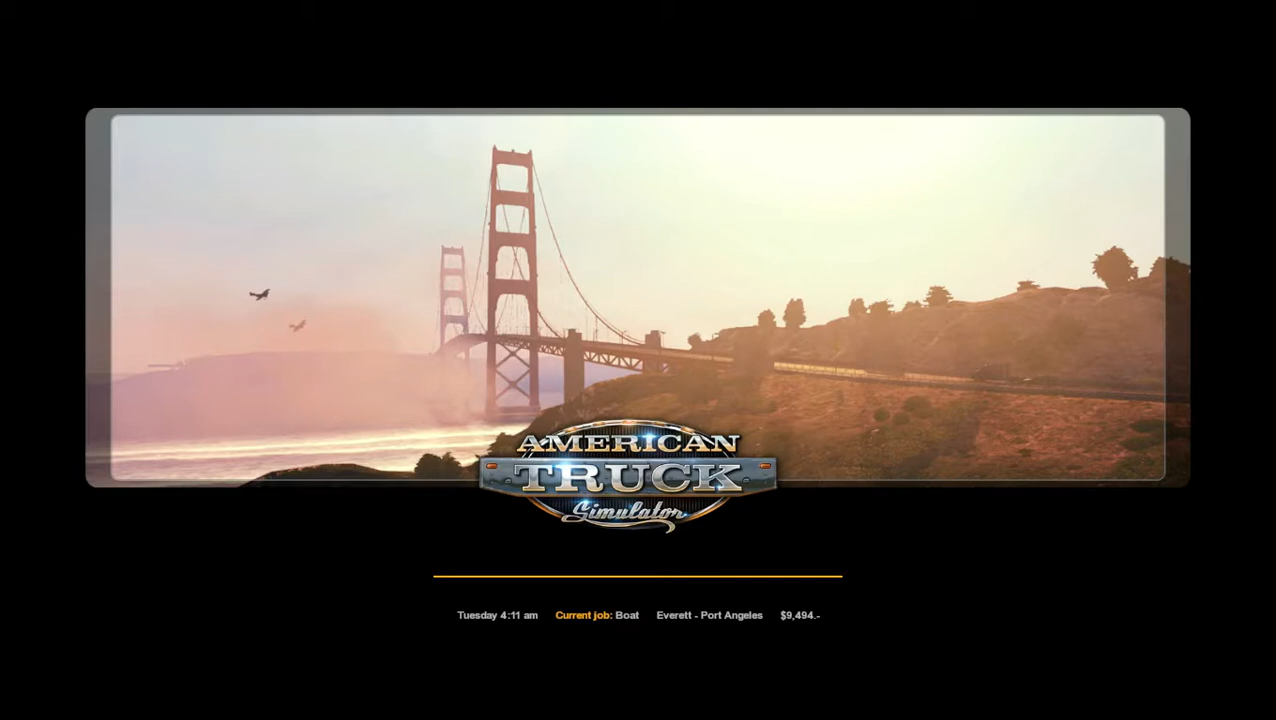 AMERICAN
TRUCK
Simulator
Tuesday 4:11 am Current job: Boat Everett - Port Angeles $9,494.-